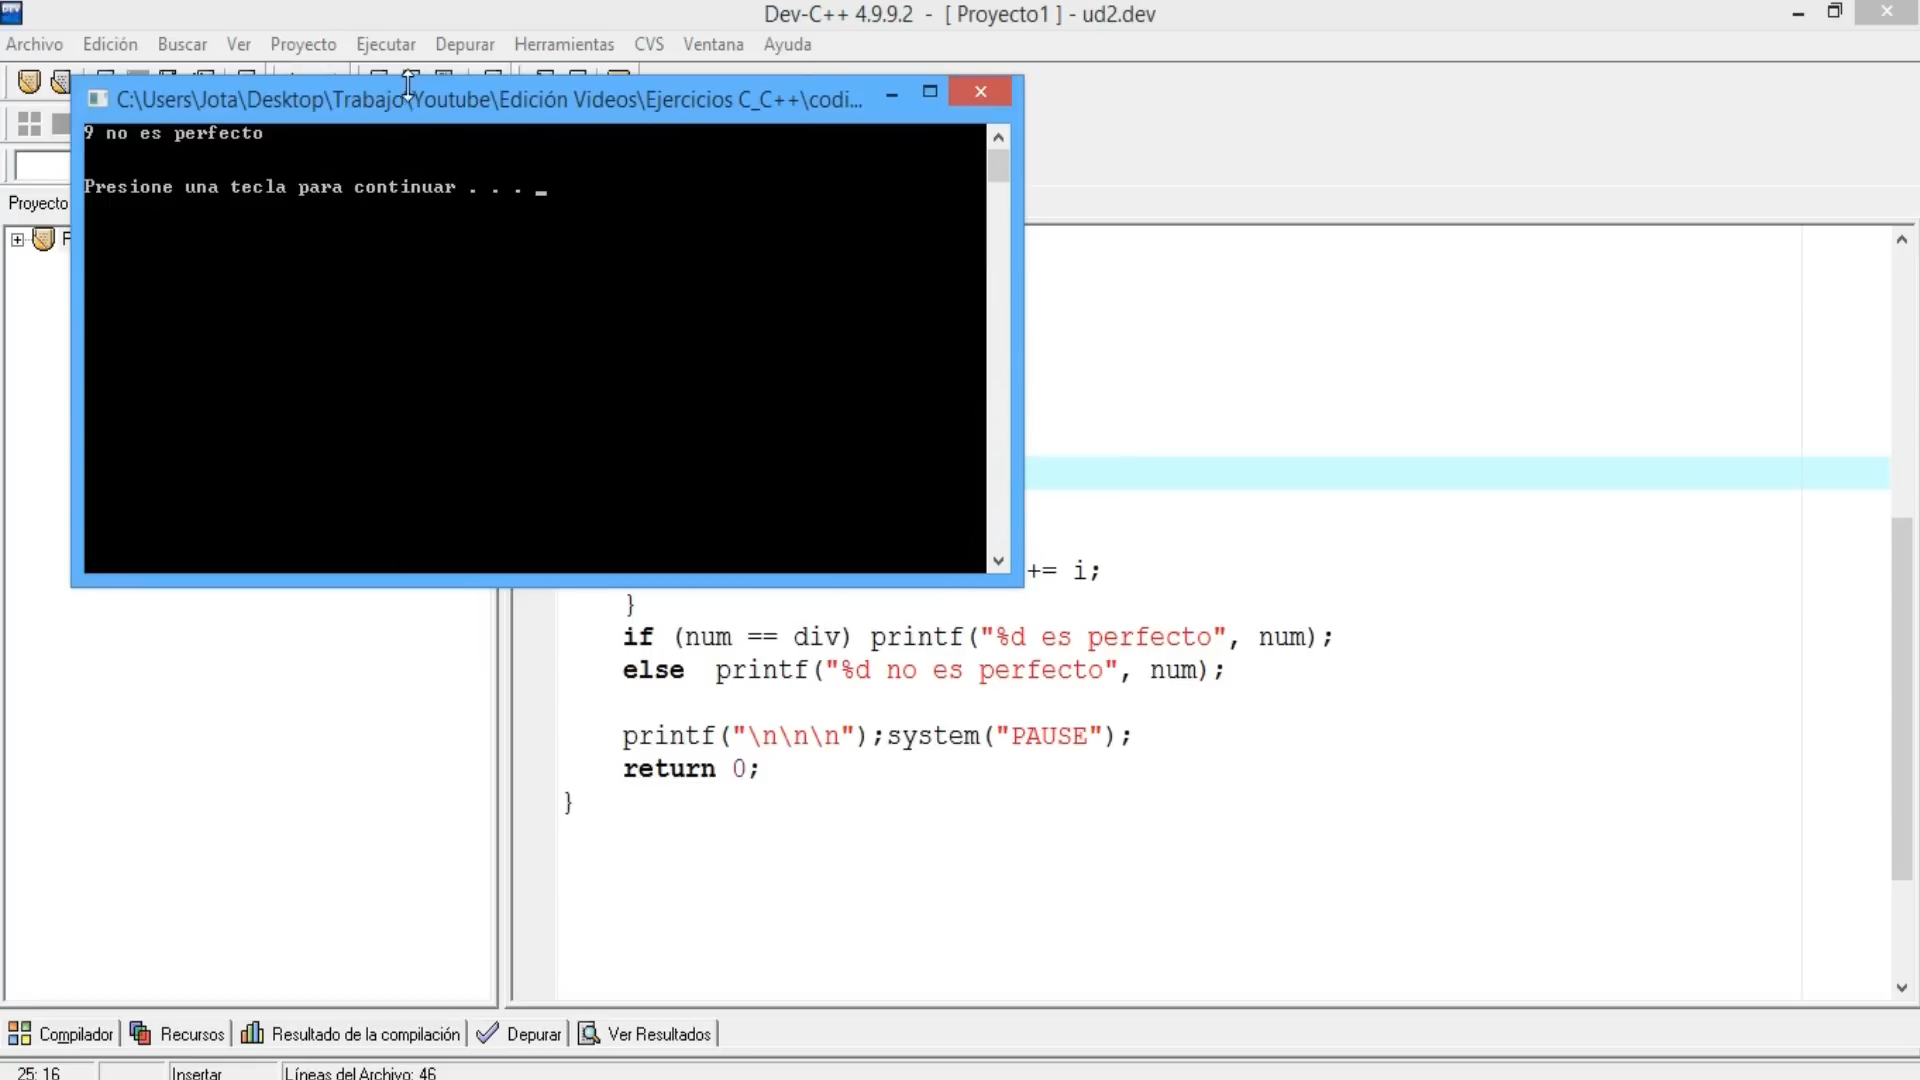 Dev-C++ 4.9.9.2 - [ Proyecto1 ] - ud2.dev
Archivo Edición Buscar Ver Proyecto Ejecutar Depurar Herramientas CVS Ventana Ayuda
C:\Users\Jota\Desktop\Trabajo\Youtube\Edición Videos\Ejercicios C_C++\codi...
9 no es perfecto
Presione una tecla para continuar . . . _
Proyecto
+= i;
}
if (num == div) printf("%d es perfecto", num);
else printf("%d no es perfecto", num);
printf("\n\n\n");system("PAUSE");
return 0;
}
Compilador Recursos Resultado de la compilación Depurar Ver Resultados
25: 16 Insertar Líneas del Archivo: 46